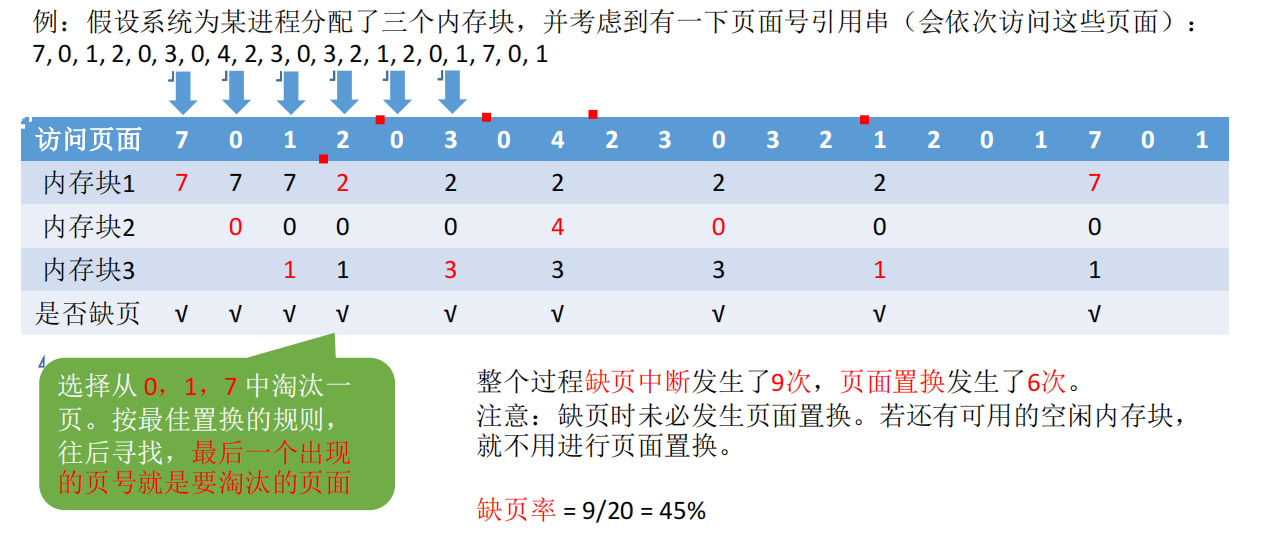 例：假设系统为某进程分配了三个内存块，并考虑到有一下页面号引用串（会依次访问这些页面）：
7, 0, 1, 2, 0, 3, 0, 4, 2, 3, 0, 3, 2, 1, 2, 0, 1, 7, 0, 1
访问页面 7 0 1 2 0 3 0 4 2 3 0 3 2 1 2 0 1 7 0 1
内存块1 7 7 7 2 2 2 2 2 7
内存块2 0 0 0 0 4 0 0 0
内存块3 1 1 3 3 3 1 1
是否缺页 √ √ √ √ √ √ √ √ √
选择从 0，1，7 中淘汰一
页。按最佳置换的规则，
往后寻找，最后一个出现
的页号就是要淘汰的页面
整个过程缺页中断发生了9次，页面置换发生了6次。
注意：缺页时未必发生页面置换。若还有可用的空闲内存块，
就不用进行页面置换。
缺页率 = 9/20 = 45%